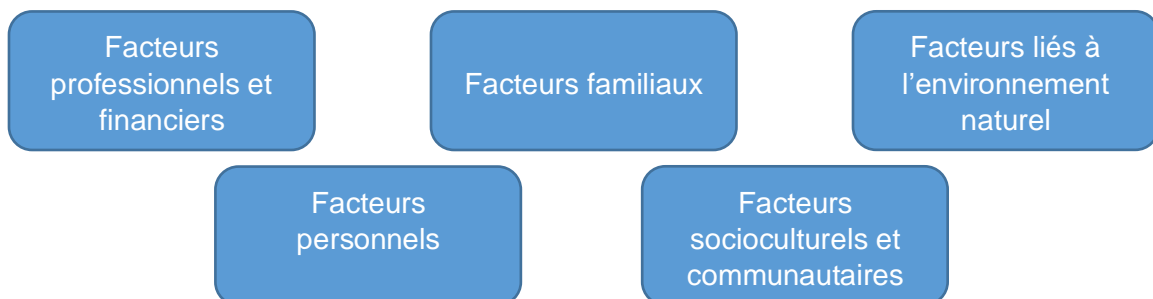 Facteurs
professionnels et
financiers
Facteurs familiaux
Facteurs liés à
l’environnement
naturel
Facteurs
personnels
Facteurs
socioculturels et
communautaires